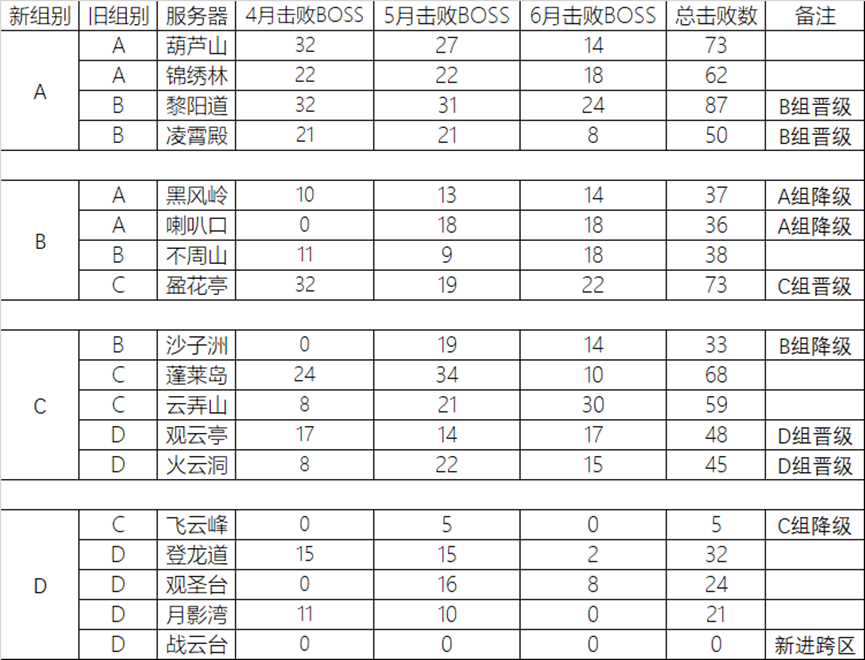 新组别 旧组别 服务器 4月击败BOSS 5月击败BOSS 6月击败BOSS 总击败数 备注
A 葫芦山 32 27 14 73
A 锦绣林 22 22 18 62
A
B 黎阳道 32 31 24 87 B组晋级
B 凌霄殿 21 21 8 50 B组晋级
A 黑风岭 10 13 14 37 A组降级
A 喇叭口 0 18 18 36 A组降级
B
B 不周山 11 9 18 38
C 盈花亭 32 19 22 73 C组晋级
B 沙子洲 0 19 14 33 B组降级
C 蓬莱岛 24 34 10 68
C C 云弄山 8 21 30 59
D 观云亭 17 14 17 48 D组晋级
D 火云洞 8 22 15 45 D组晋级
C 飞云峰 0 5 0 5 C组降级
D 登龙道 15 15 2 32
D D 观圣台 0 16 8 24
D 月影湾 11 10 0 21
D 战云台 0 0 0 0 新进跨区